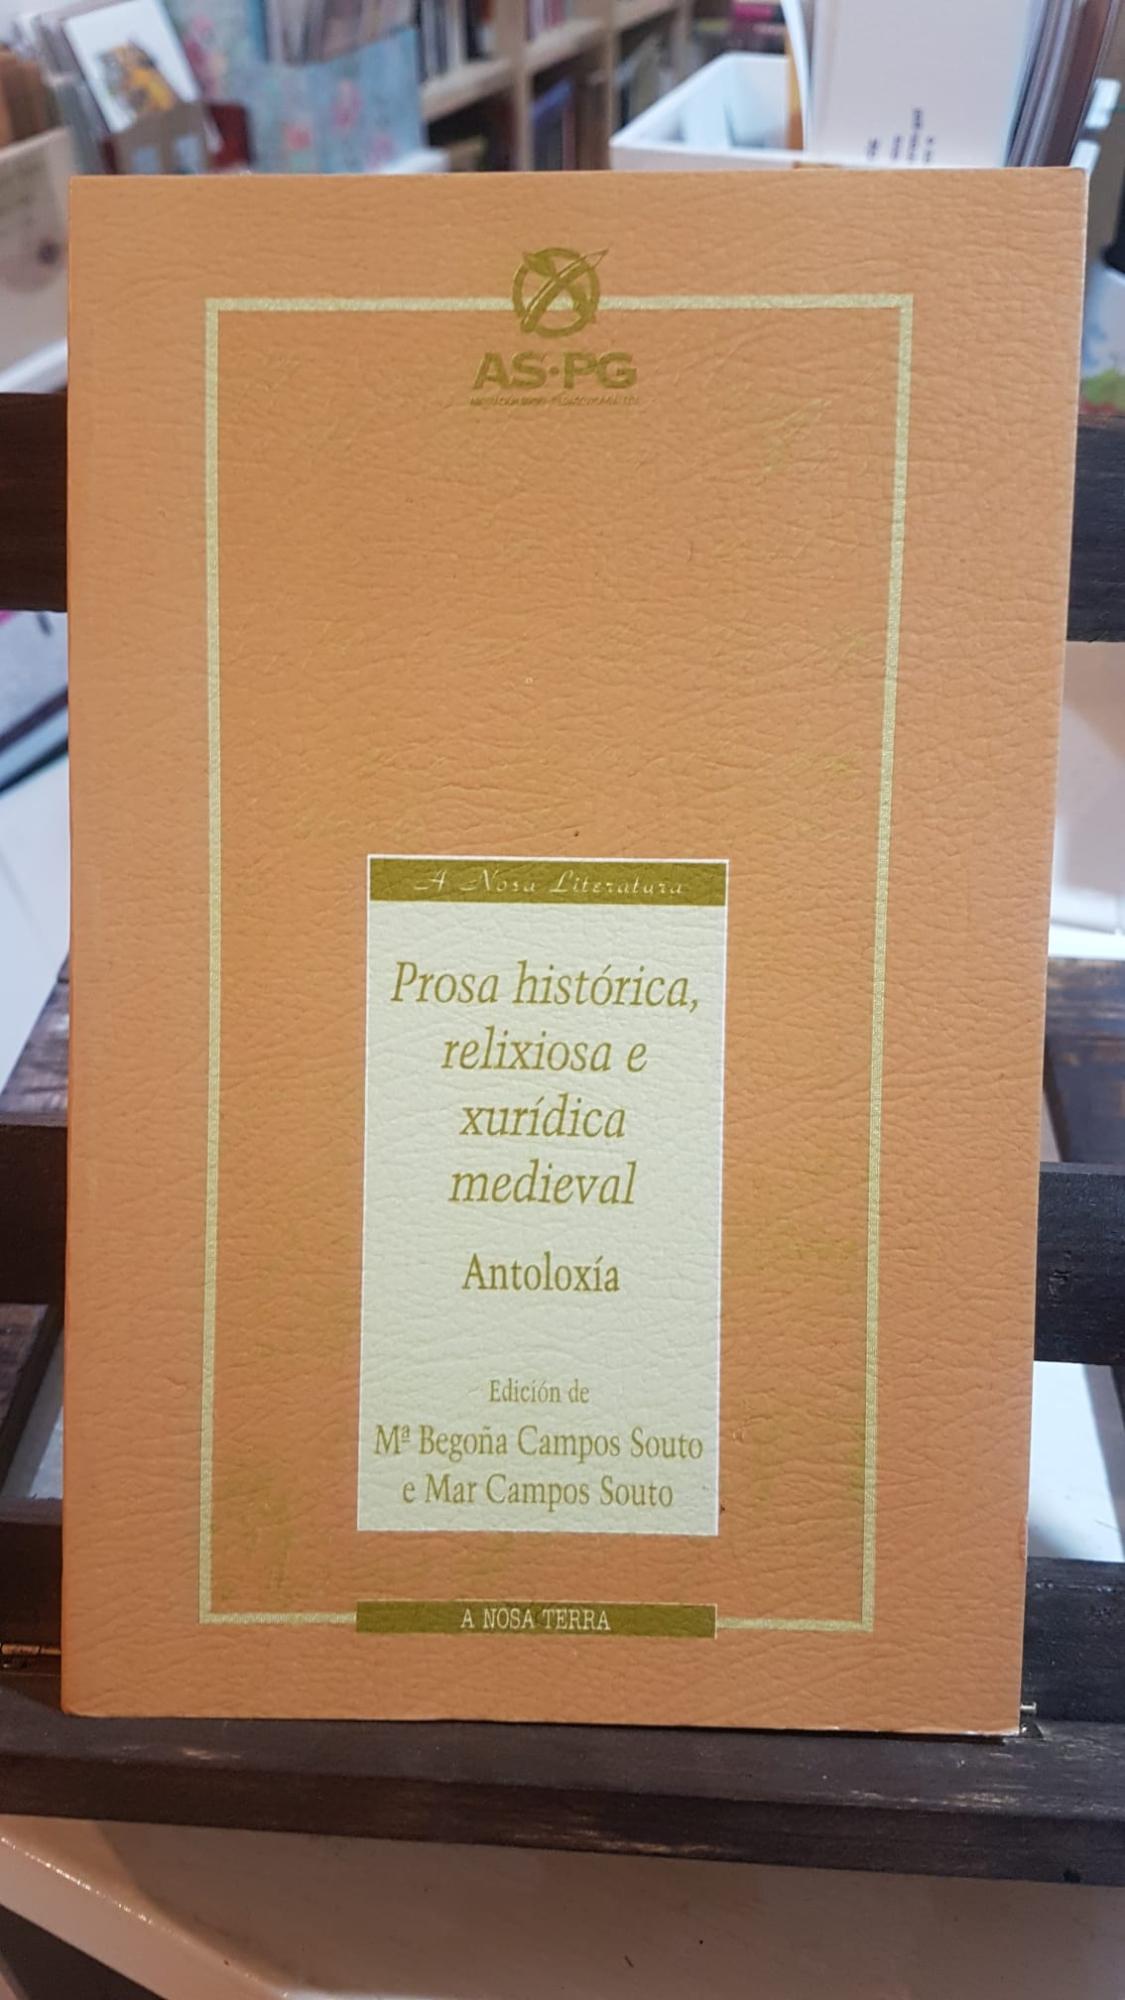 AS·PG
A Nosa Literatura
Prosa histórica,
relixiosa e
xurídica
medieval
Antoloxía
Edición de
Mª Begoña Campos Souto
e Mar Campos Souto
A NOSA TERRA